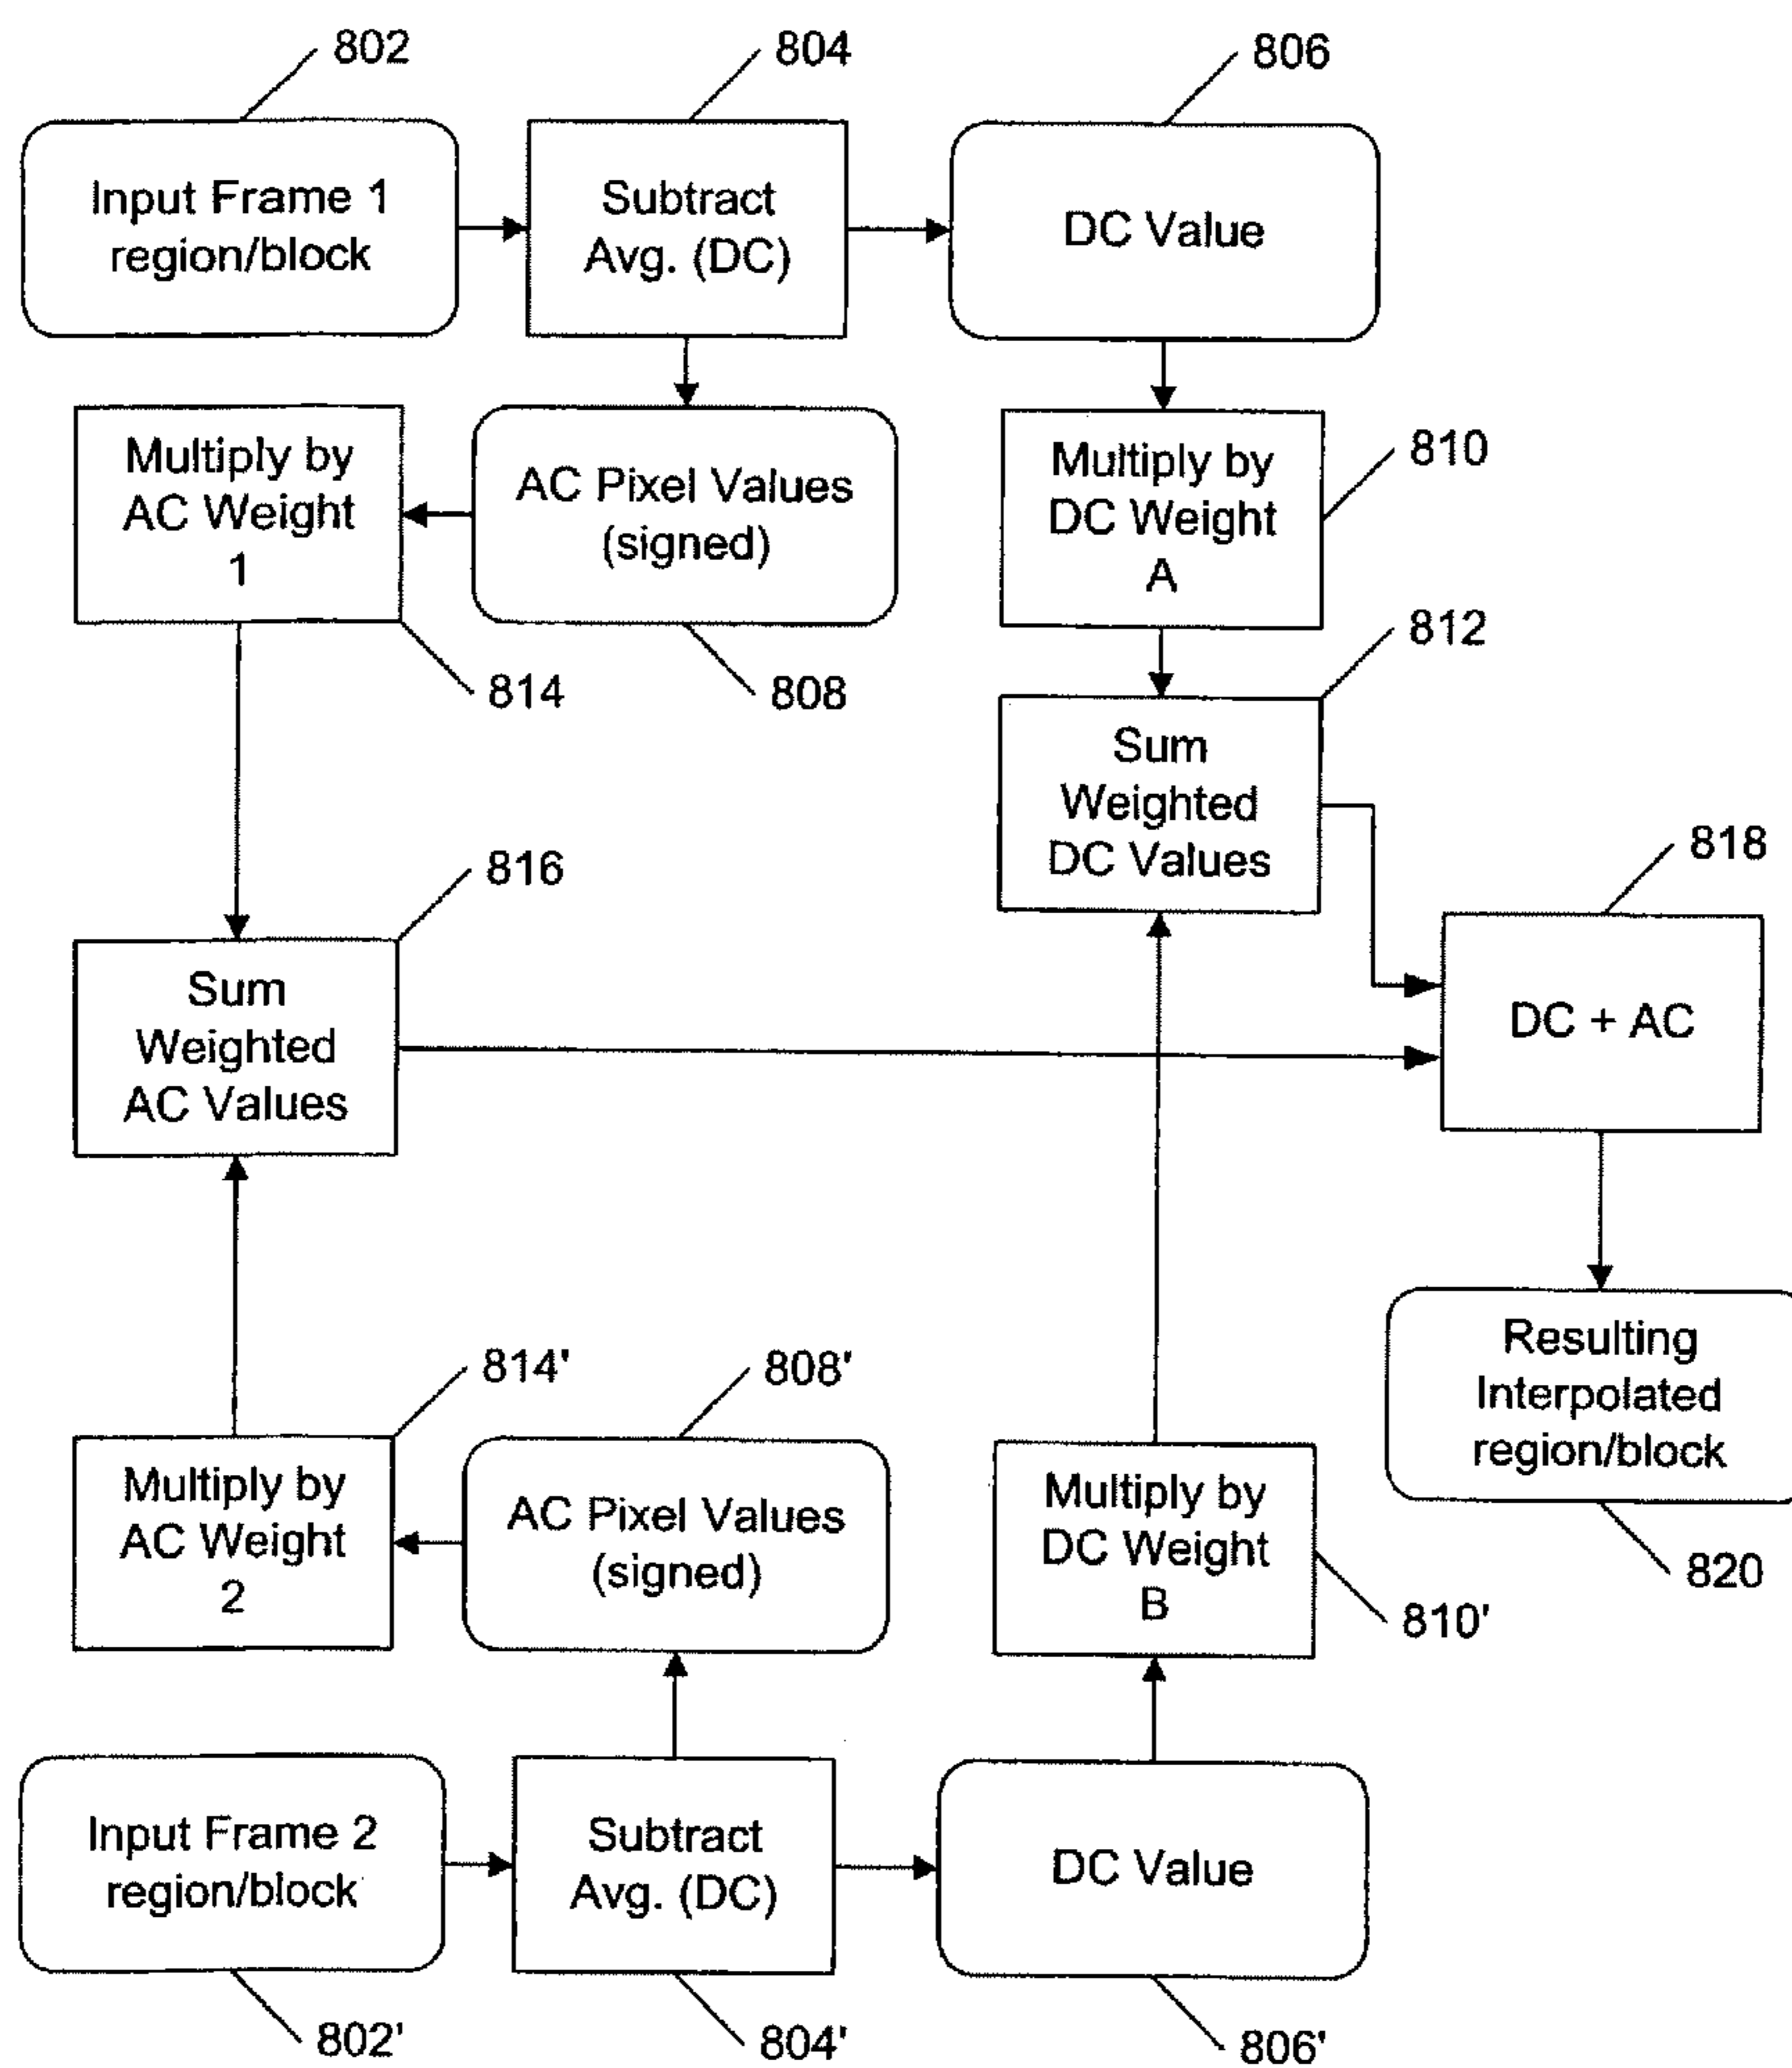 802
804
806
Input Frame 1
region/block
Subtract
Avg. (DC)
DC Value
Multiply by
AC Weight
1
AC Pixel Values
(signed)
Multiply by
DC Weight
A
810
814
808
812
Sum
Weighted
DC Values
816
818
Sum
Weighted
AC Values
DC + AC
814'
808'
Resulting
Interpolated
region/block
Multiply by
AC Weight
2
AC Pixel Values
(signed)
Multiply by
DC Weight
B
820
810'
Input Frame 2
region/block
Subtract
Avg. (DC)
DC Value
802'
804'
806'